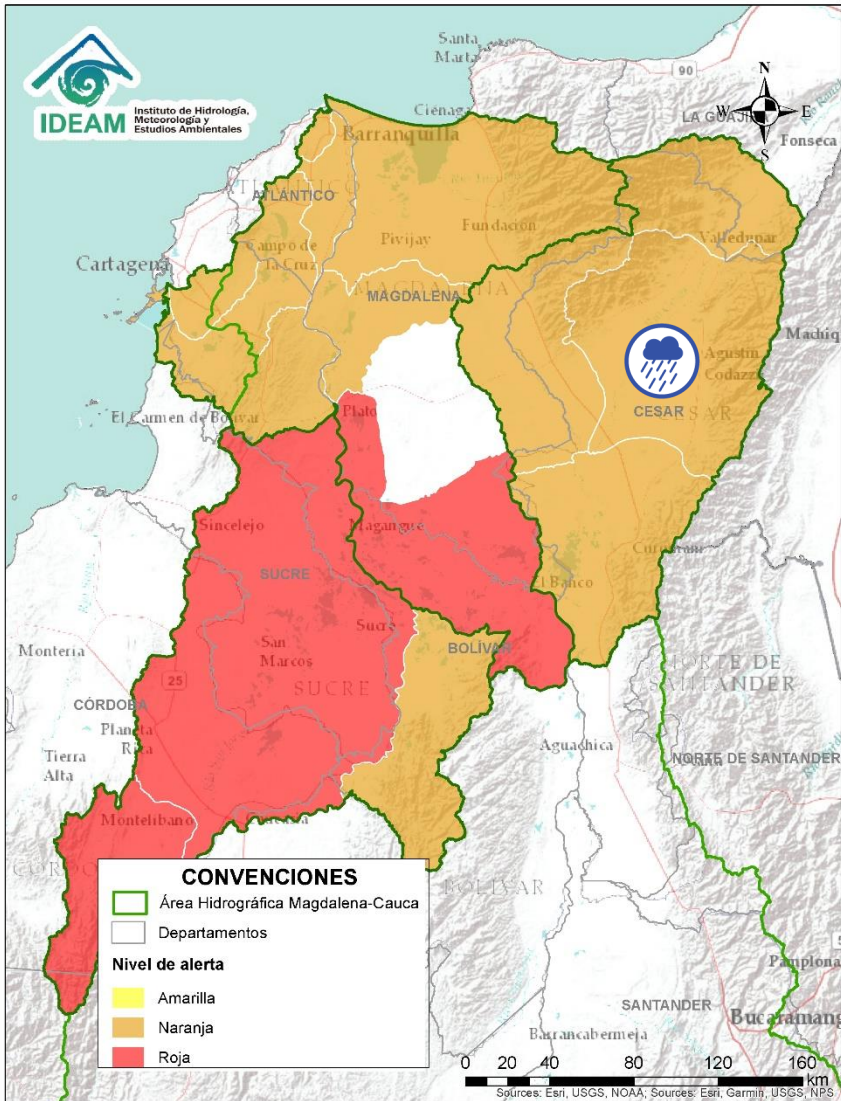 Santa
Marta
90
IDEAM
Instituto de Hidrología,
Meteorología y
Estudios Ambientales
N
W
E
S
Ciénaga
LA GUAJI
Fonseca
Barranquilla
ATLÁNTICO
Fundación
Pivijay
Campo de
la Cruz
Valledupar
Cartagena
MAGDALENA
Machiq
Agustín
Codazzi
CESAR
El Carmen de Bolívar
Plato
Sincelejo
Magangué
SUCRE
El Banco
Sucre
San
Marcos
SUCRE
BOLÍVAR
Montería
25
CÓRDOBA
NORTE DE
SANTANDER
Planeta
Rica
Tierra
Alta
Aguachica
NORTE DE SANTANDER
Montelíbano
BOLÍVAR
CONVENCIONES
Área Hidrográfica Magdalena-Cauca
Departamentos
Nivel de alerta
Amarilla
Naranja
Roja
Pamplona
SANTANDER
Bucaramang
Barrancabermeja
0 20 40 80 120 160
km
Sources: Esri, USGS, NOAA; Sources: Esri, Garmin, USGS, NPS